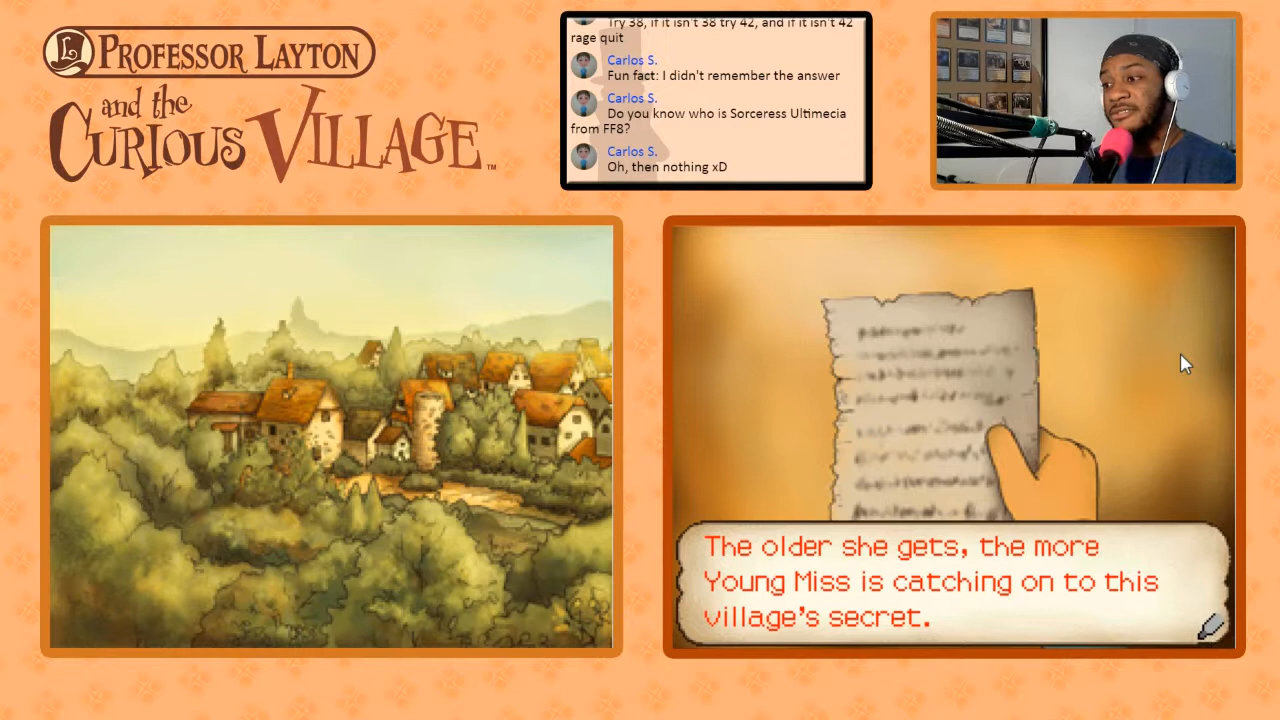 PROFESSOR LAYTON
and the
CURIOUS VILLAGE™
Try 38, if it isn't 38 try 42, and if it isn't 42
rage quit
Carlos S.
Fun fact: I didn't remember the answer
Carlos S.
Do you know who is Sorceress Ultimecia
from FF8?
Carlos S.
Oh, then nothing xD
The older she gets, the more
Young Miss is catching on to this
village's secret.